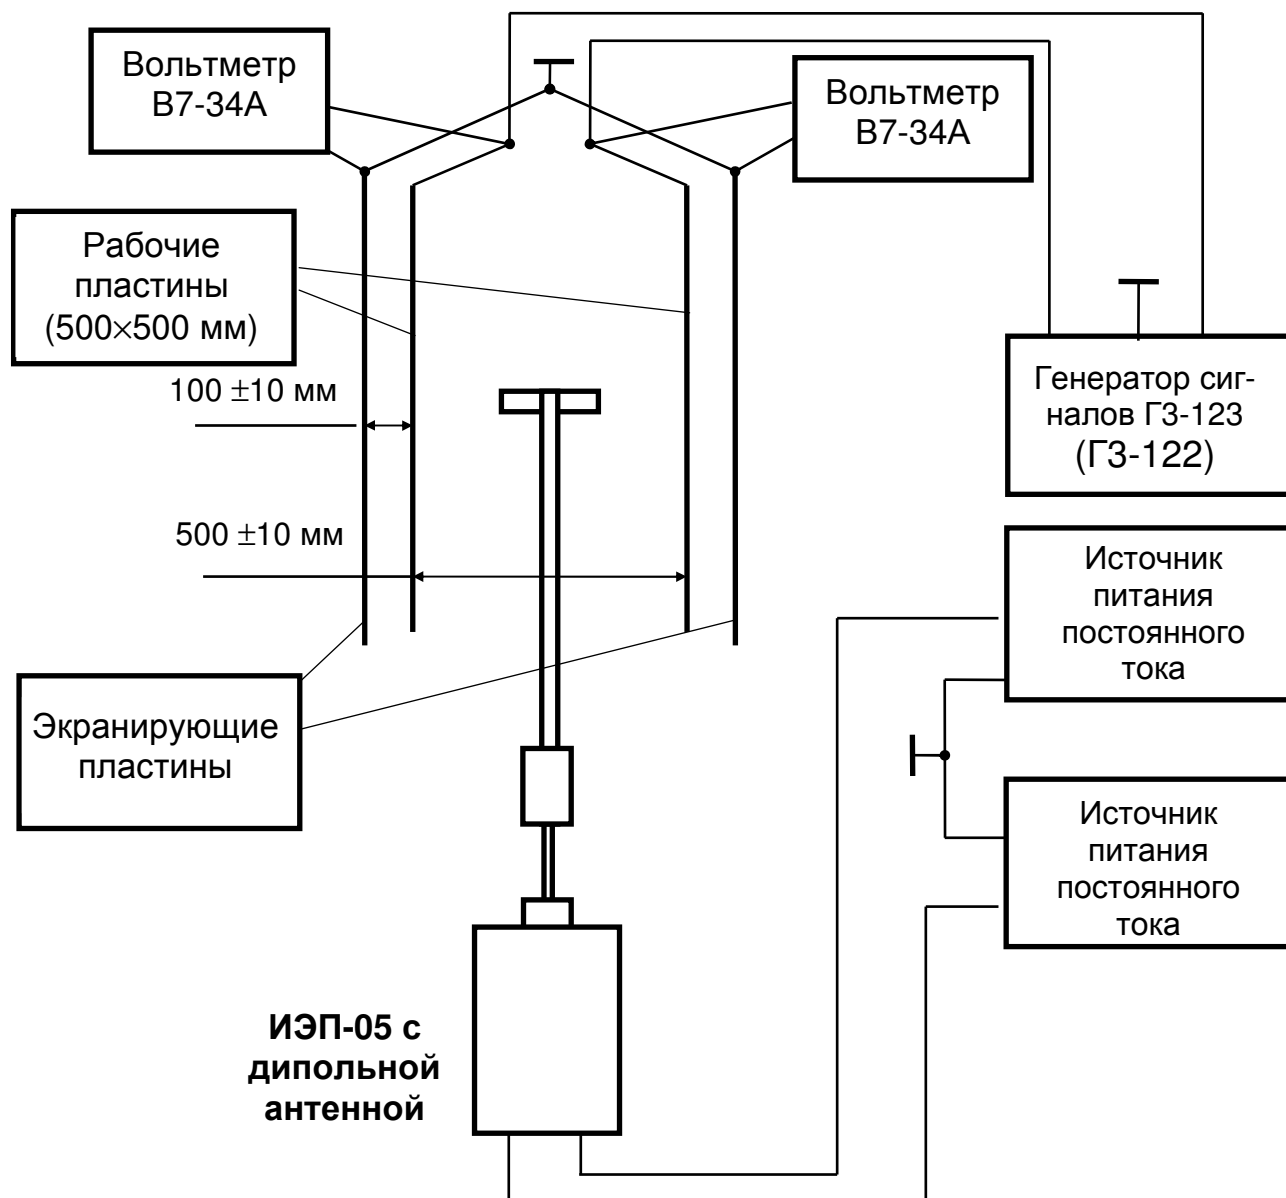 Вольтметр
В7-34А
Вольтметр
В7-34А
Рабочие
пластины
(500×500 мм)
100 ±10 мм
Генератор сиг-
налов Г3-123
(Г3-122)
500 ±10 мм
Источник
питания
постоянного
тока
Экранирующие
пластины
Источник
питания
постоянного
тока
ИЭП-05 с
дипольной
антенной